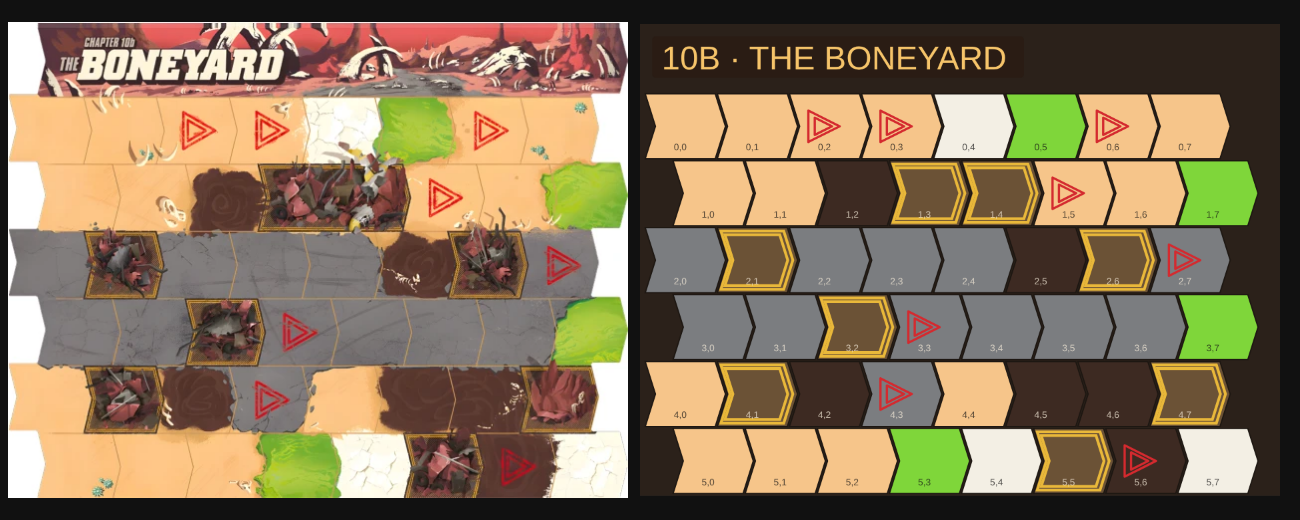 CHAPTER 10b
THE BONEYARD
10B · THE BONEYARD
0,0 0,1 0,2 0,3 0,4 0,5 0,6 0,7
1,0 1,1 1,2 1,3 1,4 1,5 1,6 1,7
2,0 2,1 2,2 2,3 2,4 2,5 2,6 2,7
3,0 3,1 3,2 3,3 3,4 3,5 3,6 3,7
4,0 4,1 4,2 4,3 4,4 4,5 4,6 4,7
5,0 5,1 5,2 5,3 5,4 5,5 5,6 5,7